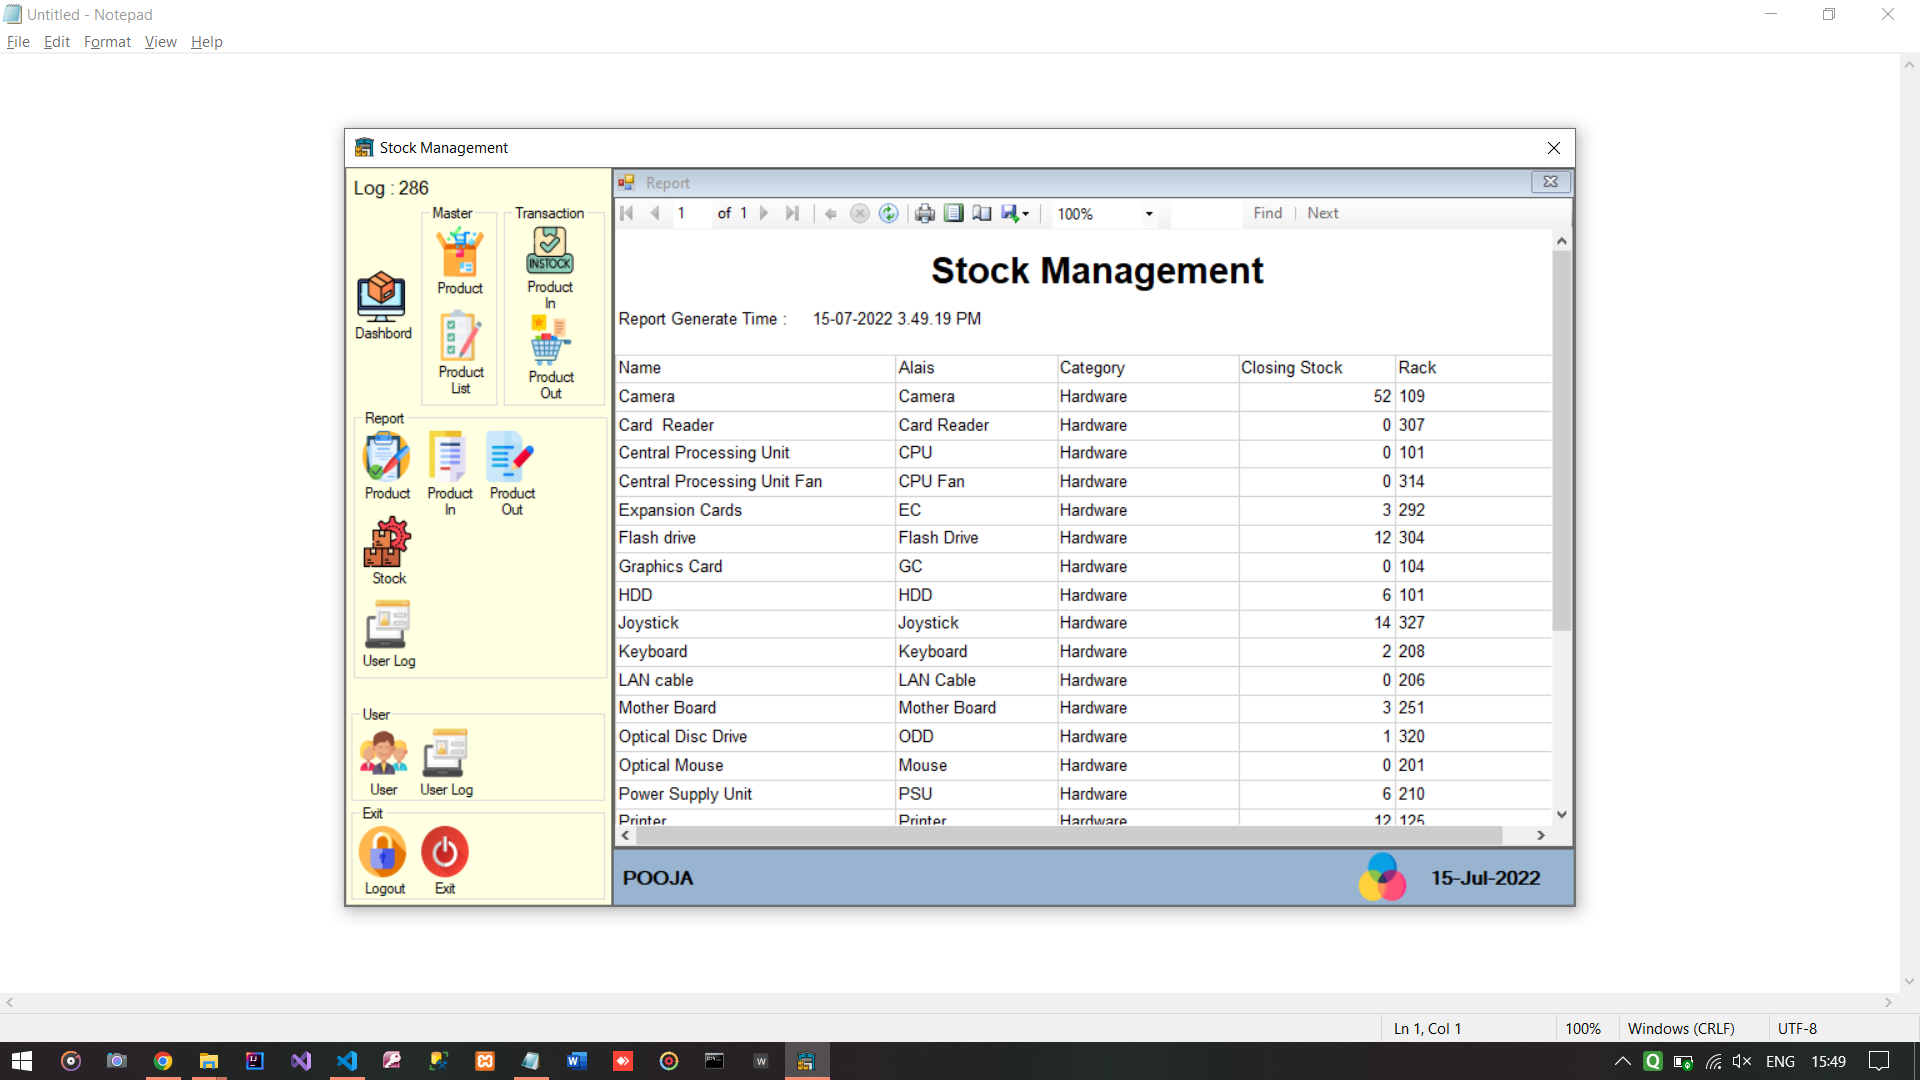 Untitled - Notepad
File Edit Format View Help
Stock Management
Log : 286
Master
Product
Product List
Transaction
INSTOCK
Product In
Product Out
Dashbord
Report
Product
Product In
Product Out
Stock
User Log
User
User
User Log
Exit
Logout
Exit
Report
1 of 1 100% Find | Next
Stock Management
Report Generate Time : 15-07-2022 3.49.19 PM
Name Alais Category Closing Stock Rack
Camera Camera Hardware 52 109
Card  Reader Card Reader Hardware 0 307
Central Processing Unit CPU Hardware 0 101
Central Processing Unit Fan CPU Fan Hardware 0 314
Expansion Cards EC Hardware 3 292
Flash drive Flash Drive Hardware 12 304
Graphics Card GC Hardware 0 104
HDD HDD Hardware 6 101
Joystick Joystick Hardware 14 327
Keyboard Keyboard Hardware 2 208
LAN cable LAN Cable Hardware 0 206
Mother Board Mother Board Hardware 3 251
Optical Disc Drive ODD Hardware 1 320
Optical Mouse Mouse Hardware 0 201
Power Supply Unit PSU Hardware 6 210
Printer Printer Hardware 12 125
POOJA 15-Jul-2022
Ln 1, Col 1 100% Windows (CRLF) UTF-8
ENG 15:49